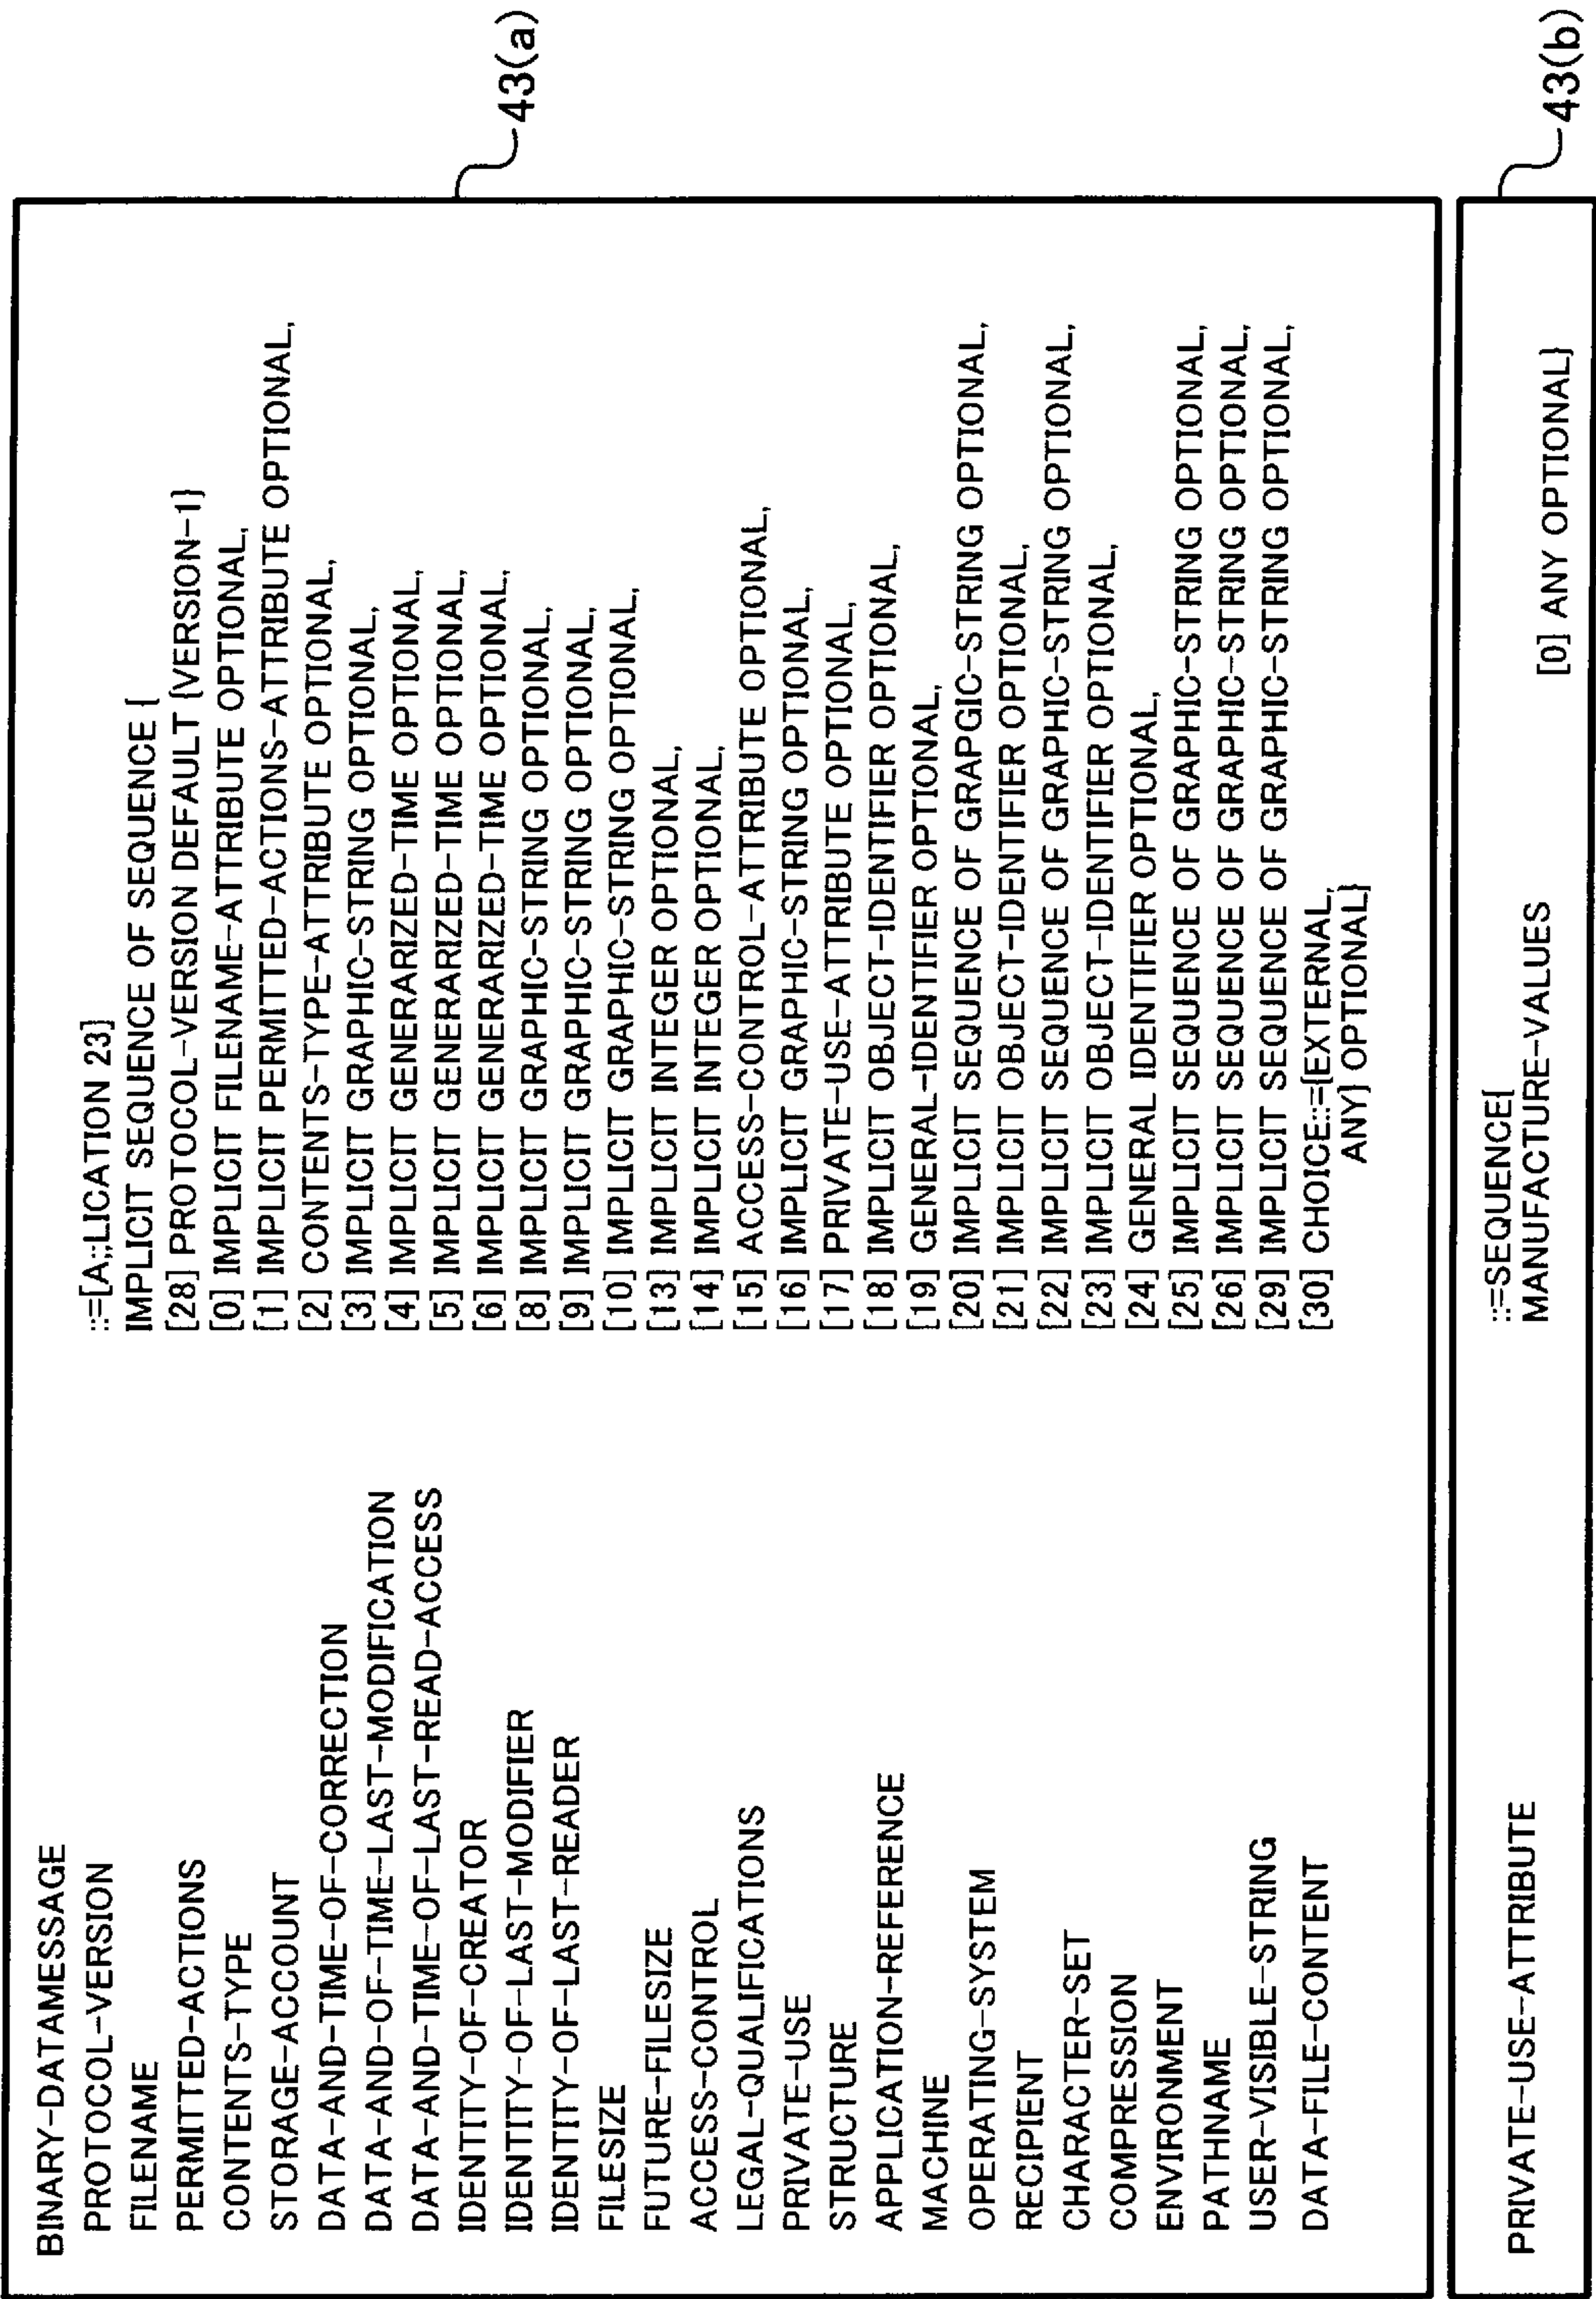 BINARY-DATAMESSAGE
PROTOCOL-VERSION
FILENAME
PERMITTED-ACTIONS
CONTENTS-TYPE
STORAGE-ACCOUNT
DATA-AND-TIME-OF-CORRECTION
DATA-AND-OF-TIME-LAST-MODIFICATION
DATA-AND-TIME-OF-LAST-READ-ACCESS
IDENTITY-OF-CREATOR
IDENTITY-OF-LAST-MODIFIER
IDENTITY-OF-LAST-READER
FILESIZE
FUTURE-FILESIZE
ACCESS-CONTROL
LEGAL-QUALIFICATIONS
PRIVATE-USE
STRUCTURE
APPLICATION-REFERENCE
MACHINE
OPERATING-SYSTEM
RECIPIENT
CHARACTER-SET
COMPRESSION
ENVIRONMENT
PATHNAME
USER-VISIBLE-STRING
DATA-FILE-CONTENT
::=[A;;LICATION 23]
IMPLICIT SEQUENCE OF SEQUENCE {
[28] PROTOCOL-VERSION DEFAULT {VERSION-1}
[0] IMPLICIT FILENAME-ATTRIBUTE OPTIONAL,
[1] IMPLICIT PERMITTED-ACTIONS-ATTRIBUTE OPTIONAL,
[2] CONTENTS-TYPE-ATTRIBUTE OPTIONAL,
[3] IMPLICIT GRAPHIC-STRING OPTIONAL,
[4] IMPLICIT GENERARIZED-TIME OPTIONAL,
[5] IMPLICIT GENERARIZED-TIME OPTIONAL,
[6] IMPLICIT GENERARIZED-TIME OPTIONAL,
[8] IMPLICIT GRAPHIC-STRING OPTIONAL,
[9] IMPLICIT GRAPHIC-STRING OPTIONAL,
[10] IMPLICIT GRAPHIC-STRING OPTIONAL,
[13] IMPLICIT INTEGER OPTIONAL,
[14] IMPLICIT INTEGER OPTIONAL,
[15] ACCESS-CONTROL-ATTRIBUTE OPTIONAL,
[16] IMPLICIT GRAPHIC-STRING OPTIONAL,
[17] PRIVATE-USE-ATTRIBUTE OPTIONAL,
[18] IMPLICIT OBJECT-IDENTIFIER OPTIONAL,
[19] GENERAL-IDENTIFIER OPTIONAL,
[20] IMPLICIT SEQUENCE OF GRAPGIC-STRING OPTIONAL,
[21] IMPLICIT OBJECT-IDENTIFIER OPTIONAL,
[22] IMPLICIT SEQUENCE OF GRAPHIC-STRING OPTIONAL,
[23] IMPLICIT OBJECT-IDENTIFIER OPTIONAL,
[24] GENERAL IDENTIFIER OPTIONAL,
[25] IMPLICIT SEQUENCE OF GRAPHIC-STRING OPTIONAL,
[26] IMPLICIT SEQUENCE OF GRAPHIC-STRING OPTIONAL,
[29] IMPLICIT SEQUENCE OF GRAPHIC-STRING OPTIONAL,
[30] CHOICE::={EXTERNAL,
ANY} OPTIONAL}
43(a)
PRIVATE-USE-ATTRIBUTE
::=SEQUENCE{
MANUFACTURE-VALUES
[0] ANY OPTIONAL}
43(b)